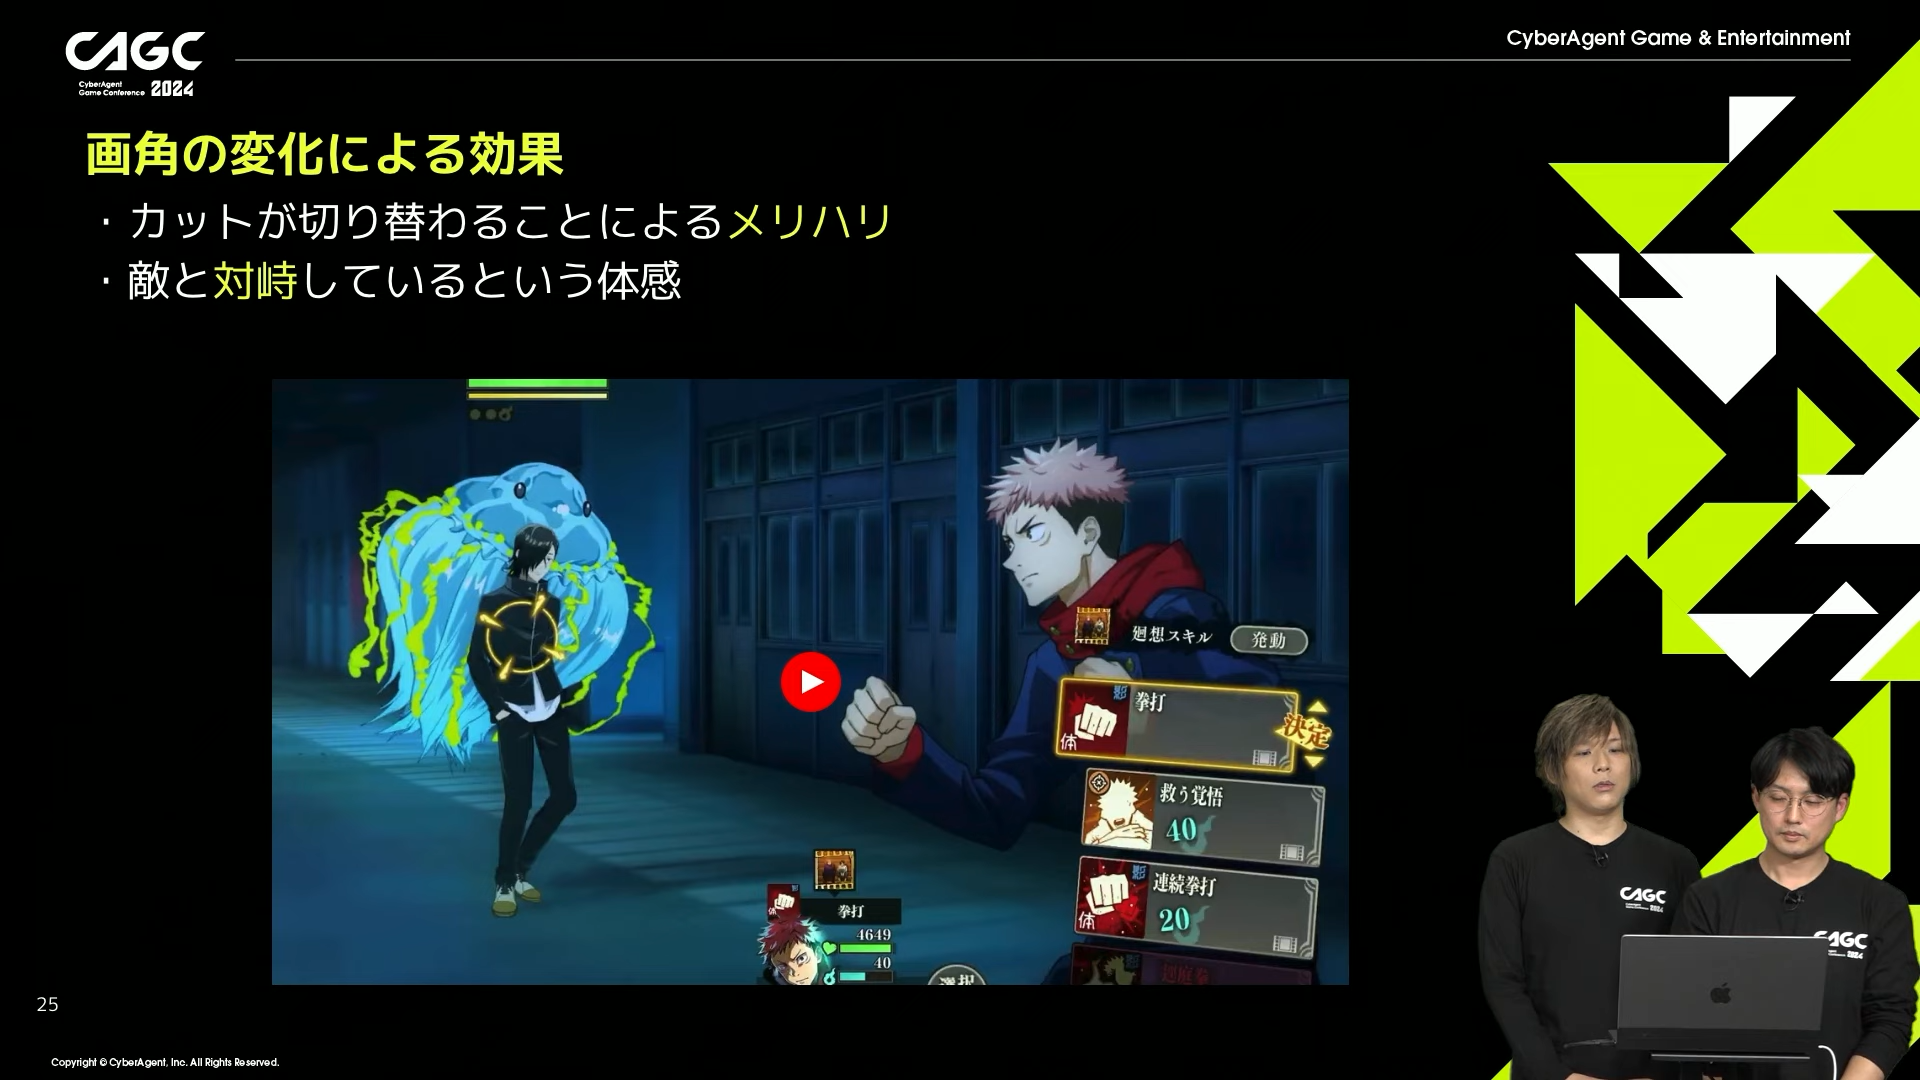 CAGC
CyberAgent
Game Conference 2024
CyberAgent Game & Entertainment
画角の変化による効果
・カットが切り替わることによるメリハリ
・敵と対峙しているという体感
廻想スキル 発動
拳打
体
決定
救う覚悟
40
連続拳打
体
20
拳打
4649
40
選択
CAGC
2024
CAGC
2024
25
Copyright © CyberAgent, Inc. All Rights Reserved.